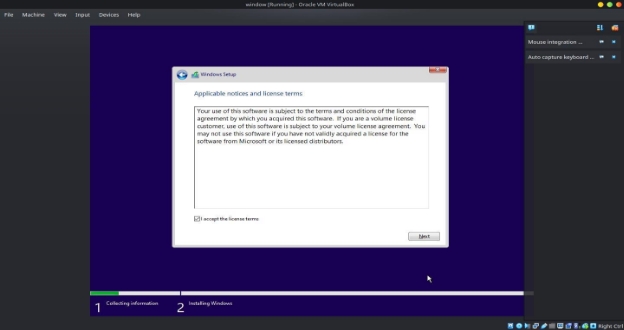 window [Running] - Oracle VM VirtualBox
File Machine View Input Devices Help
Mouse integration ...
Auto capture keyboard ...
Windows Setup
Applicable notices and license terms
Your use of this software is subject to the terms and conditions of the license
agreement by which you acquired this software. If you are a volume license
customer, use of this software is subject to your volume license agreement. You
may not use this software if you have not validly acquired a license for the
software from Microsoft or its licensed distributors.
I accept the license terms
Next
1 Collecting information 2 Installing Windows
Right Ctrl